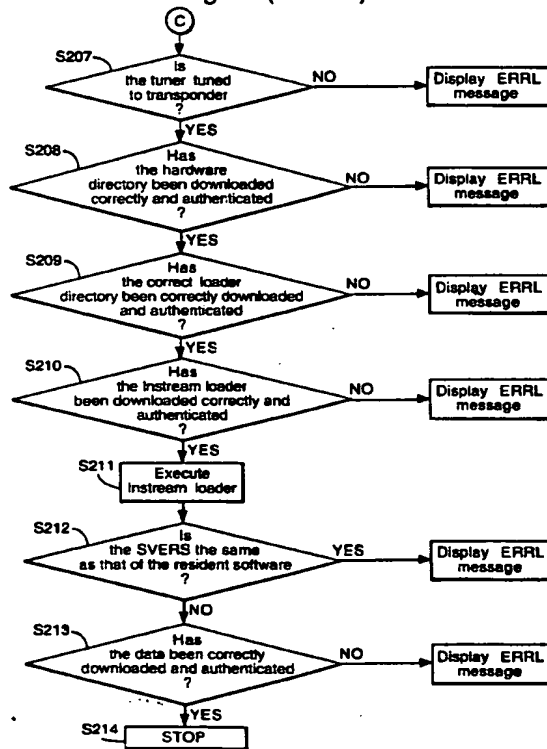 C
S207
Is
the tuner tuned
to transponder
?
NO
Display ERRL
message
YES
S208
Has
the hardware
directory been downloaded
correctly and authenticated
?
NO
Display ERRL
message
YES
S209
Has
the correct loader
directory been correctly downloaded
and authenticated
?
NO
Display ERRL
message
YES
S210
Has
the Instream loader
been downloaded correctly and
authenticated
?
NO
Display ERRL
message
YES
S211
Execute
Instream loader
S212
Is
the SVERS the same
as that of the resident software
?
YES
Display ERRL
message
NO
S213
Has
the data been correctly
downloaded and authenticated
?
NO
Display ERRL
message
YES
S214
STOP